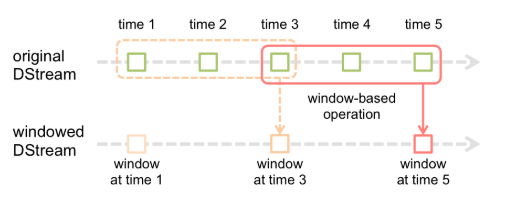 time 1 time 2 time 3 time 4 time 5
original
DStream
window-based
operation
windowed
DStream
window
at time 1
window
at time 3
window
at time 5